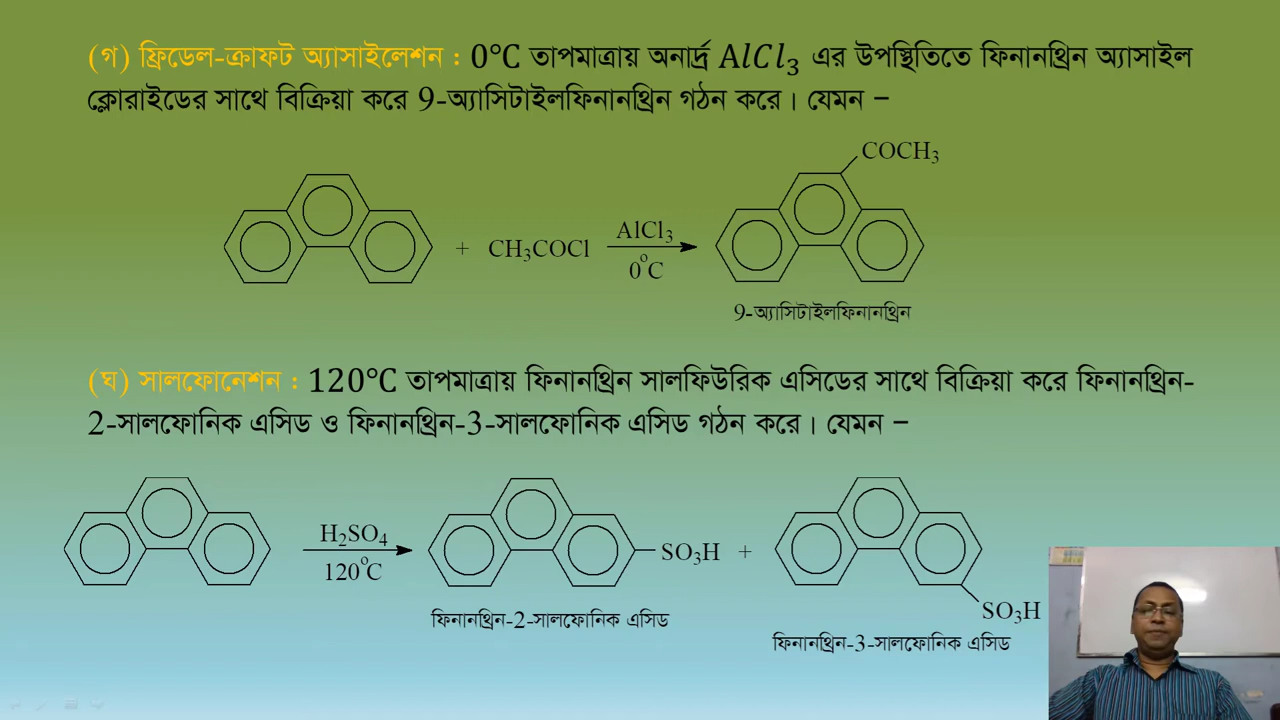 (গ) ফ্রিডেল-ক্রাফট অ্যাসাইলেশন : 0°C তাপমাত্রায় অনার্দ্র AlCl₃ এর উপস্থিতিতে ফিনানথ্রিন অ্যাসাইল
ক্লোরাইডের সাথে বিক্রিয়া করে 9-অ্যাসিটাইলফিনানথ্রিন গঠন করে। যেমন –
COCH₃
+ CH₃COCl AlCl₃
0°C
9-অ্যাসিটাইলফিনানথ্রিন
(ঘ) সালফোনেশন : 120°C তাপমাত্রায় ফিনানথ্রিন সালফিউরিক এসিডের সাথে বিক্রিয়া করে ফিনানথ্রিন-
2-সালফোনিক এসিড ও ফিনানথ্রিন-3-সালফোনিক এসিড গঠন করে। যেমন –
H₂SO₄
120°C
SO₃H +
SO₃H
ফিনানথ্রিন-2-সালফোনিক এসিড
ফিনানথ্রিন-3-সালফোনিক এসিড